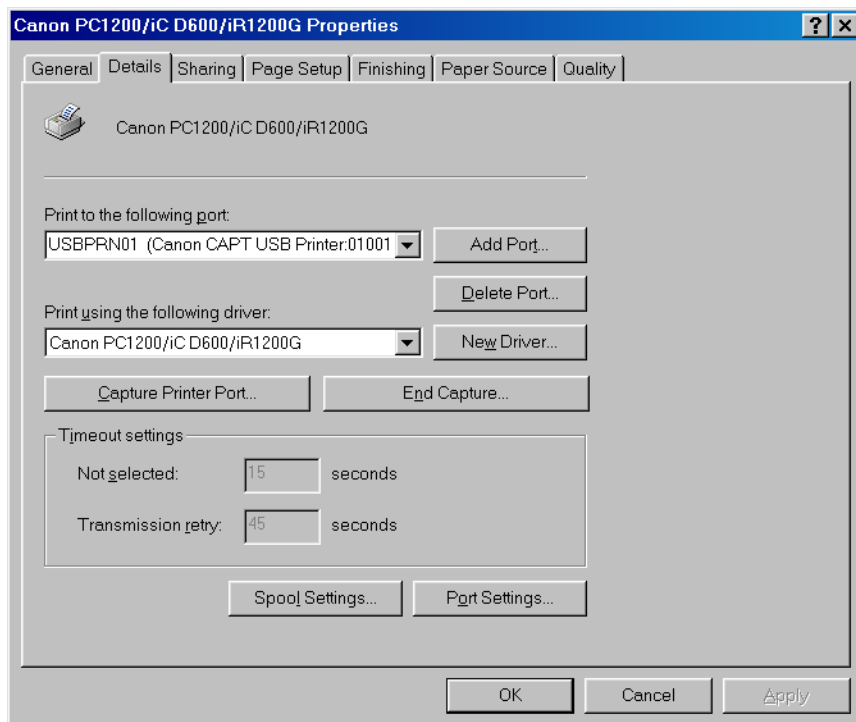 Canon PC1200/iC D600/iR1200G Properties
General Details Sharing Page Setup Finishing Paper Source Quality
Canon PC1200/iC D600/iR1200G
Print to the following port:
USBPRN01 (Canon CAPT USB Printer:01001 Add Port...
Delete Port...
Print using the following driver:
Canon PC1200/iC D600/iR1200G New Driver...
Capture Printer Port... End Capture...
Timeout settings
Not selected: 15 seconds
Transmission retry: 45 seconds
Spool Settings... Port Settings...
OK Cancel Apply